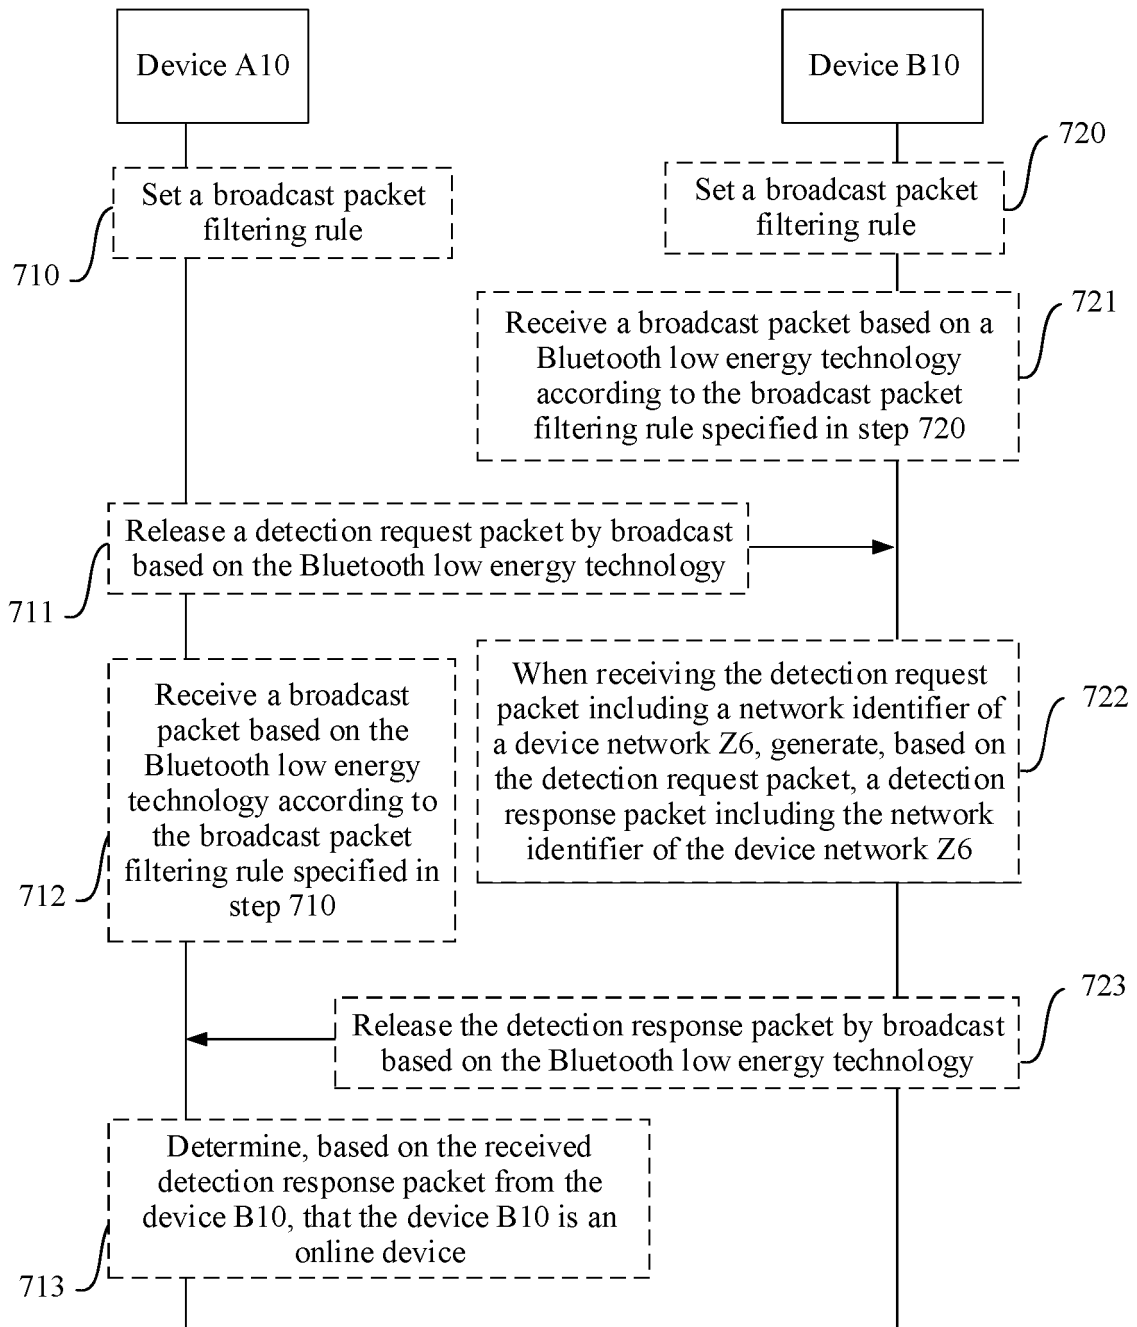 Device A10
Device B10
720
Set a broadcast packet
filtering rule
710
Set a broadcast packet
filtering rule
721
Receive a broadcast packet based on a
Bluetooth low energy technology
according to the broadcast packet
filtering rule specified in step 720
Release a detection request packet by broadcast
based on the Bluetooth low energy technology
711
Receive a broadcast
packet based on the
Bluetooth low energy
technology according to
the broadcast packet
filtering rule specified in
step 710
712
When receiving the detection request
packet including a network identifier of
a device network Z6, generate, based on
the detection request packet, a detection
response packet including the network
identifier of the device network Z6
722
723
Release the detection response packet by broadcast
based on the Bluetooth low energy technology
Determine, based on the received
detection response packet from the
device B10, that the device B10 is an
online device
713